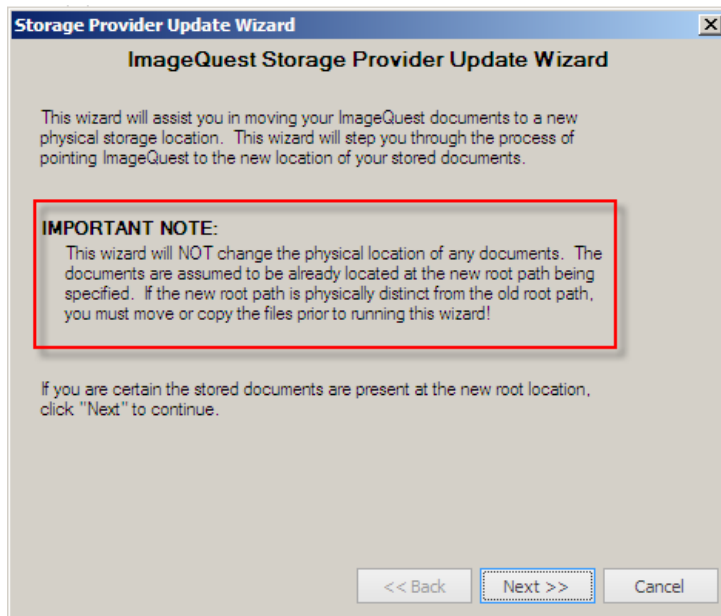 Storage Provider Update Wizard
ImageQuest Storage Provider Update Wizard
This wizard will assist you in moving your ImageQuest documents to a new
physical storage location. This wizard will step you through the process of
pointing ImageQuest to the new location of your stored documents.
IMPORTANT NOTE:
This wizard will NOT change the physical location of any documents. The
documents are assumed to be already located at the new root path being
specified. If the new root path is physically distinct from the old root path,
you must move or copy the files prior to running this wizard!
If you are certain the stored documents are present at the new root location,
click "Next" to continue.
<< Back Next >> Cancel